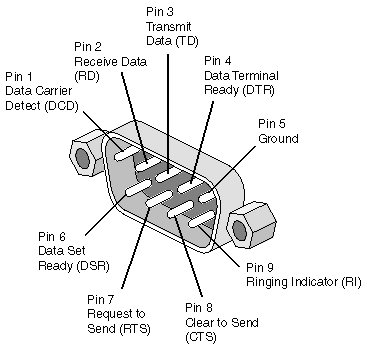 Pin 3
Transmit
Data (TD)
Pin 2
Receive Data
(RD)
Pin 4
Data Terminal
Ready (DTR)
Pin 1
Data Carrier
Detect (DCD)
Pin 5
Ground
Pin 6
Data Set
Ready (DSR)
Pin 9
Ringing Indicator (RI)
Pin 7
Request to
Send (RTS)
Pin 8
Clear to Send
(CTS)